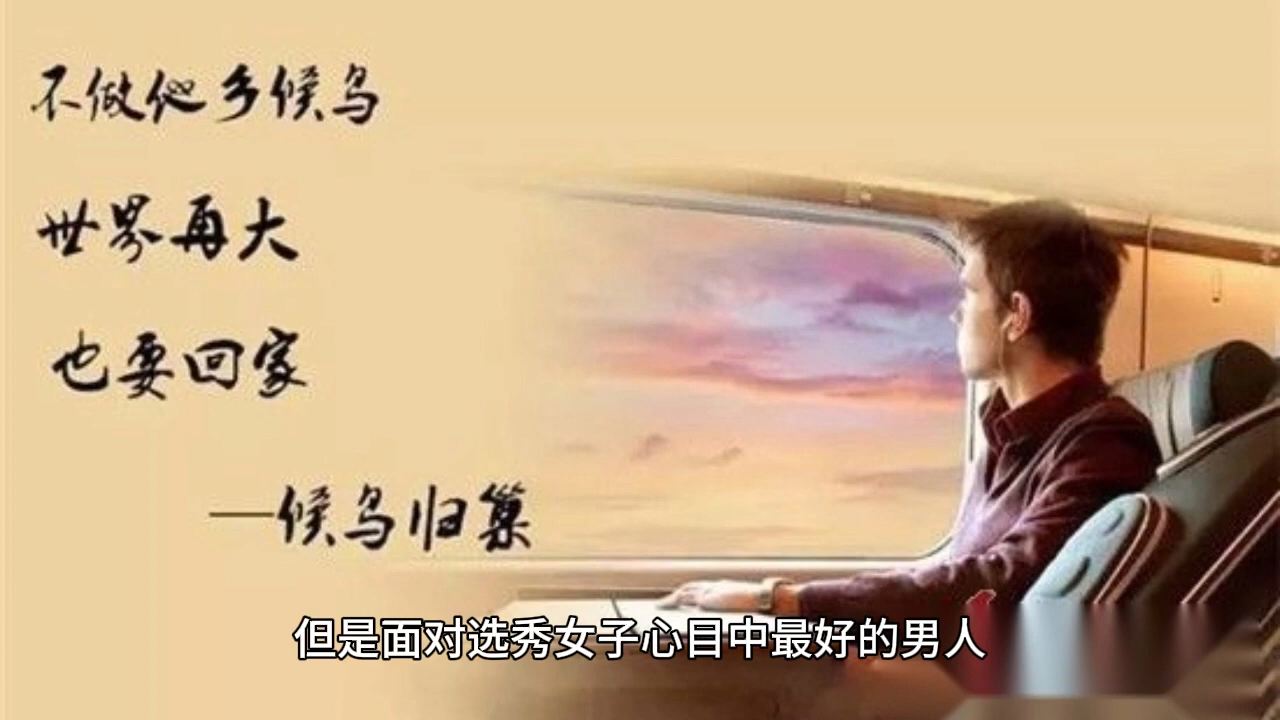 不做他乡候鸟
世界再大
也要回家
—候鸟归巢
但是面对选秀女子心目中最好的男人